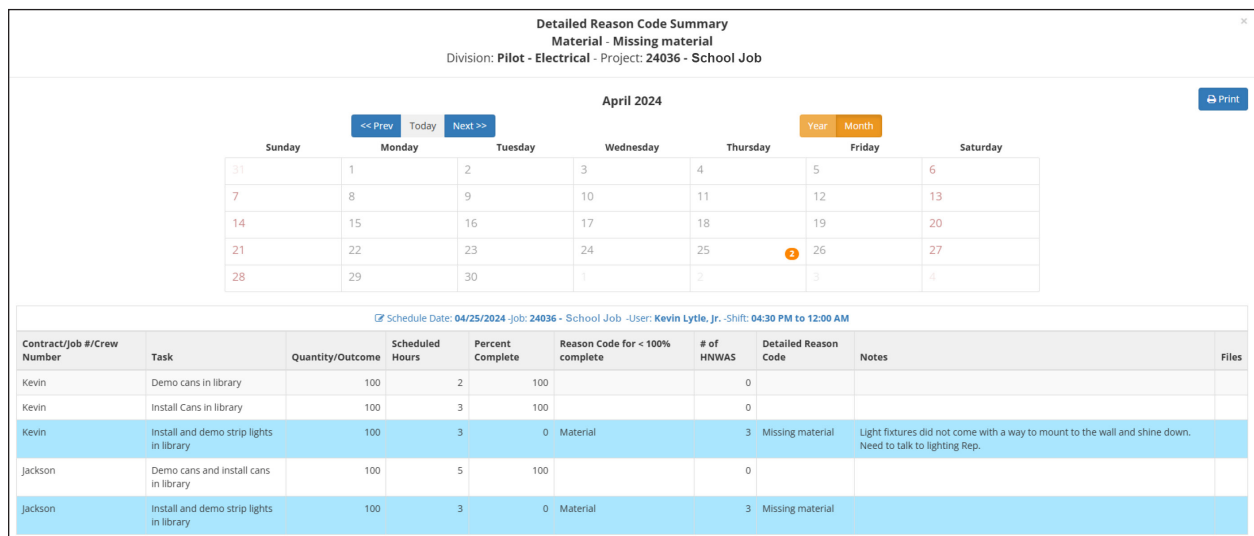 Detailed Reason Code Summary
×
Material - Missing material
Division: Pilot - Electrical - Project: 24036 - School Job
April 2024
Print
<< Prev Today Next >>
Year Month
Sunday Monday Tuesday Wednesday Thursday Friday Saturday
31 1 2 3 4 5 6
7 8 9 10 11 12 13
14 15 16 17 18 19 20
21 22 23 24 25 2 26 27
28 29 30 1 2 3 4
Schedule Date: 04/25/2024 -Job: 24036 - School Job -User: Kevin Lytle, Jr. -Shift: 04:30 PM to 12:00 AM
Contract/Job #/Crew Number Task Quantity/Outcome Scheduled Hours Percent Complete Reason Code for < 100% complete # of HNWAS Detailed Reason Code Notes Files
Kevin Demo cans in library 100 2 100 0
Kevin Install Cans in library 100 3 100 0
Kevin Install and demo strip lights in library 100 3 0 Material 3 Missing material Light fixtures did not come with a way to mount to the wall and shine down. Need to talk to lighting Rep.
Jackson Demo cans and install cans in library 100 5 100 0
Jackson Install and demo strip lights in library 100 3 0 Material 3 Missing material